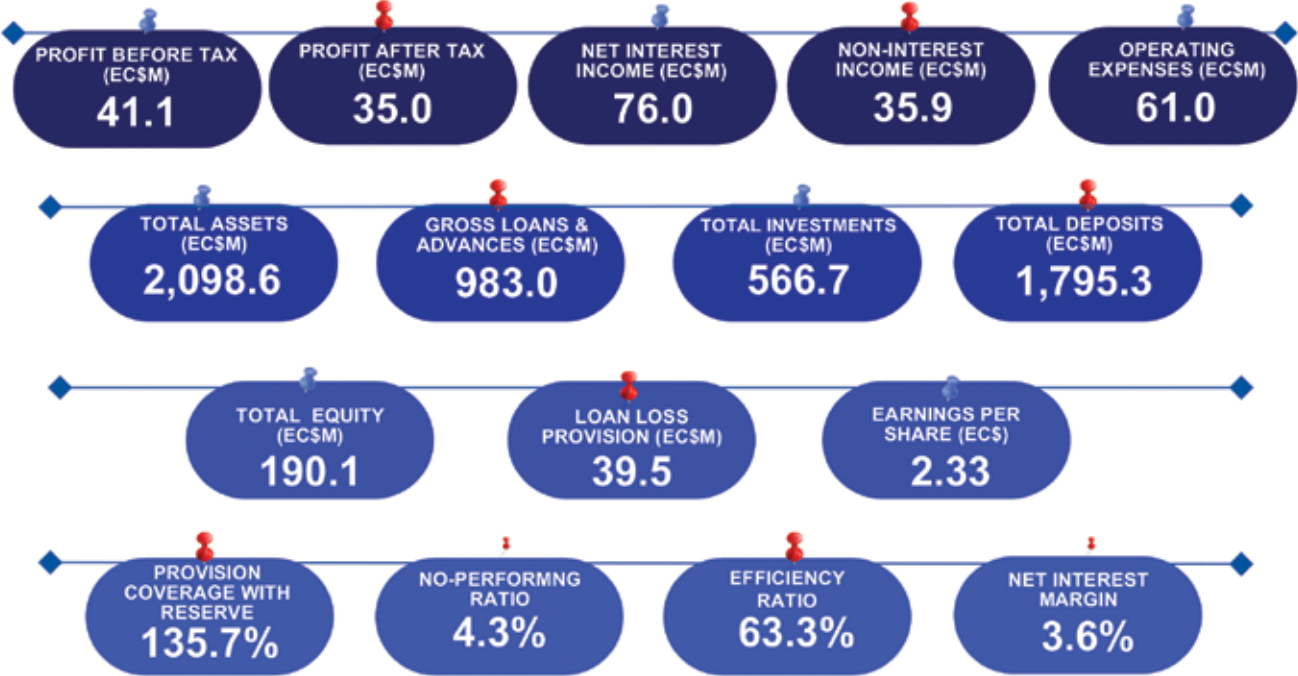 PROFIT BEFORE TAX
(EC$M)
41.1
PROFIT AFTER TAX
(EC$M)
35.0
NET INTEREST
INCOME (EC$M)
76.0
NON-INTEREST
INCOME (EC$M)
35.9
OPERATING
EXPENSES (EC$M)
61.0
TOTAL ASSETS
(EC$M)
2,098.6
GROSS LOANS &
ADVANCES (EC$M)
983.0
TOTAL INVESTMENTS
(EC$M)
566.7
TOTAL DEPOSITS
(EC$M)
1,795.3
TOTAL EQUITY
(EC$M)
190.1
LOAN LOSS
PROVISION (EC$M)
39.5
EARNINGS PER
SHARE (EC$)
2.33
PROVISION
COVERAGE WITH
RESERVE
135.7%
NO-PERFORMNG
RATIO
4.3%
EFFICIENCY
RATIO
63.3%
NET INTEREST
MARGIN
3.6%